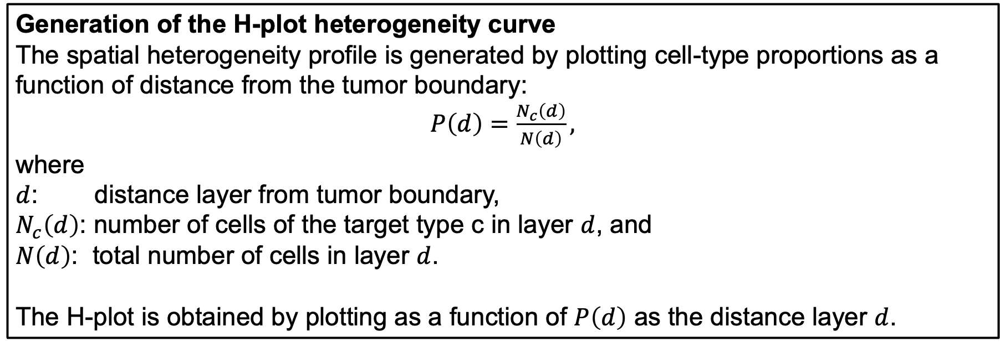 Generation of the H-plot heterogeneity curve
The spatial heterogeneity profile is generated by plotting cell-type proportions as a
function of distance from the tumor boundary:
P(d) = N_c(d) / N(d),
where
d: distance layer from tumor boundary,
N_c(d): number of cells of the target type c in layer d, and
N(d): total number of cells in layer d.
The H-plot is obtained by plotting as a function of P(d) as the distance layer d.